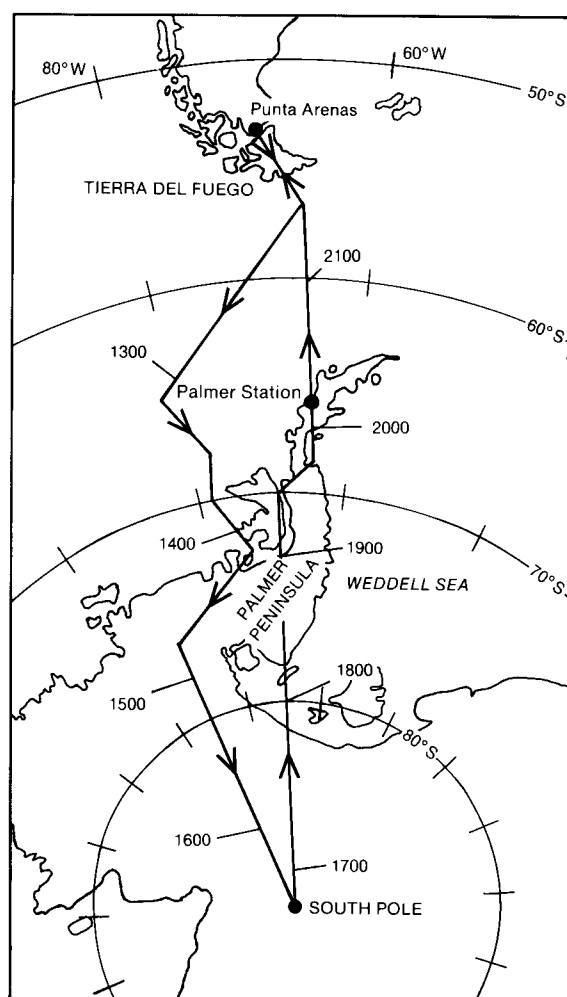 80°W
60°W
50°S
Punta Arenas
TIERRA DEL FUEGO
2100
60°S
1300
Palmer Station
2000
1400
1900
70°S
PALMER
PENINSULA
WEDDELL SEA
1800
1500
80°S
1600
1700
SOUTH POLE